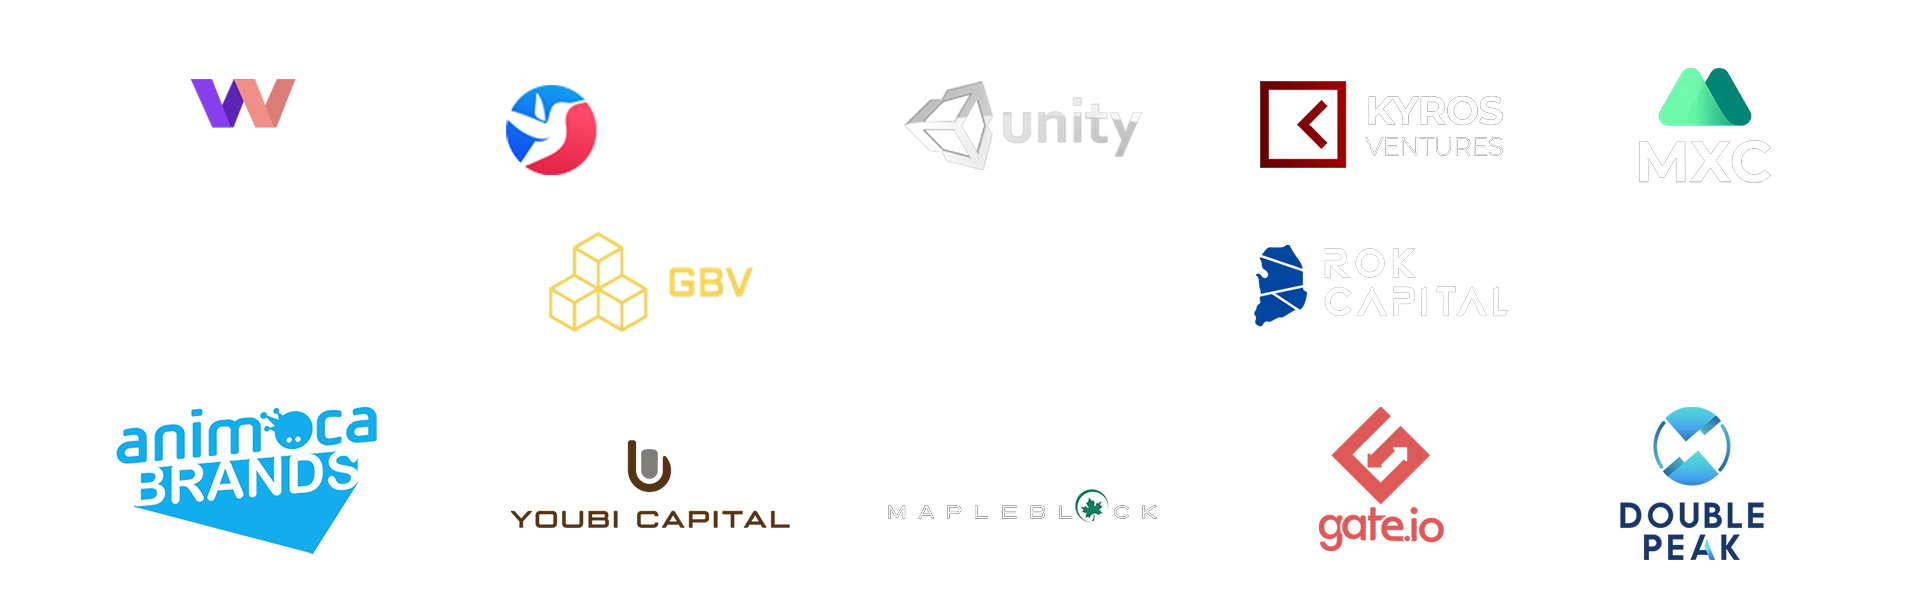 unity
KYROS
VENTURES
MXC
GBV
ROK
CAPITAL
animoca
BRANDS
YOUBI CAPITAL
MAPLEBLOCK
gate.io
DOUBLE
PEAK